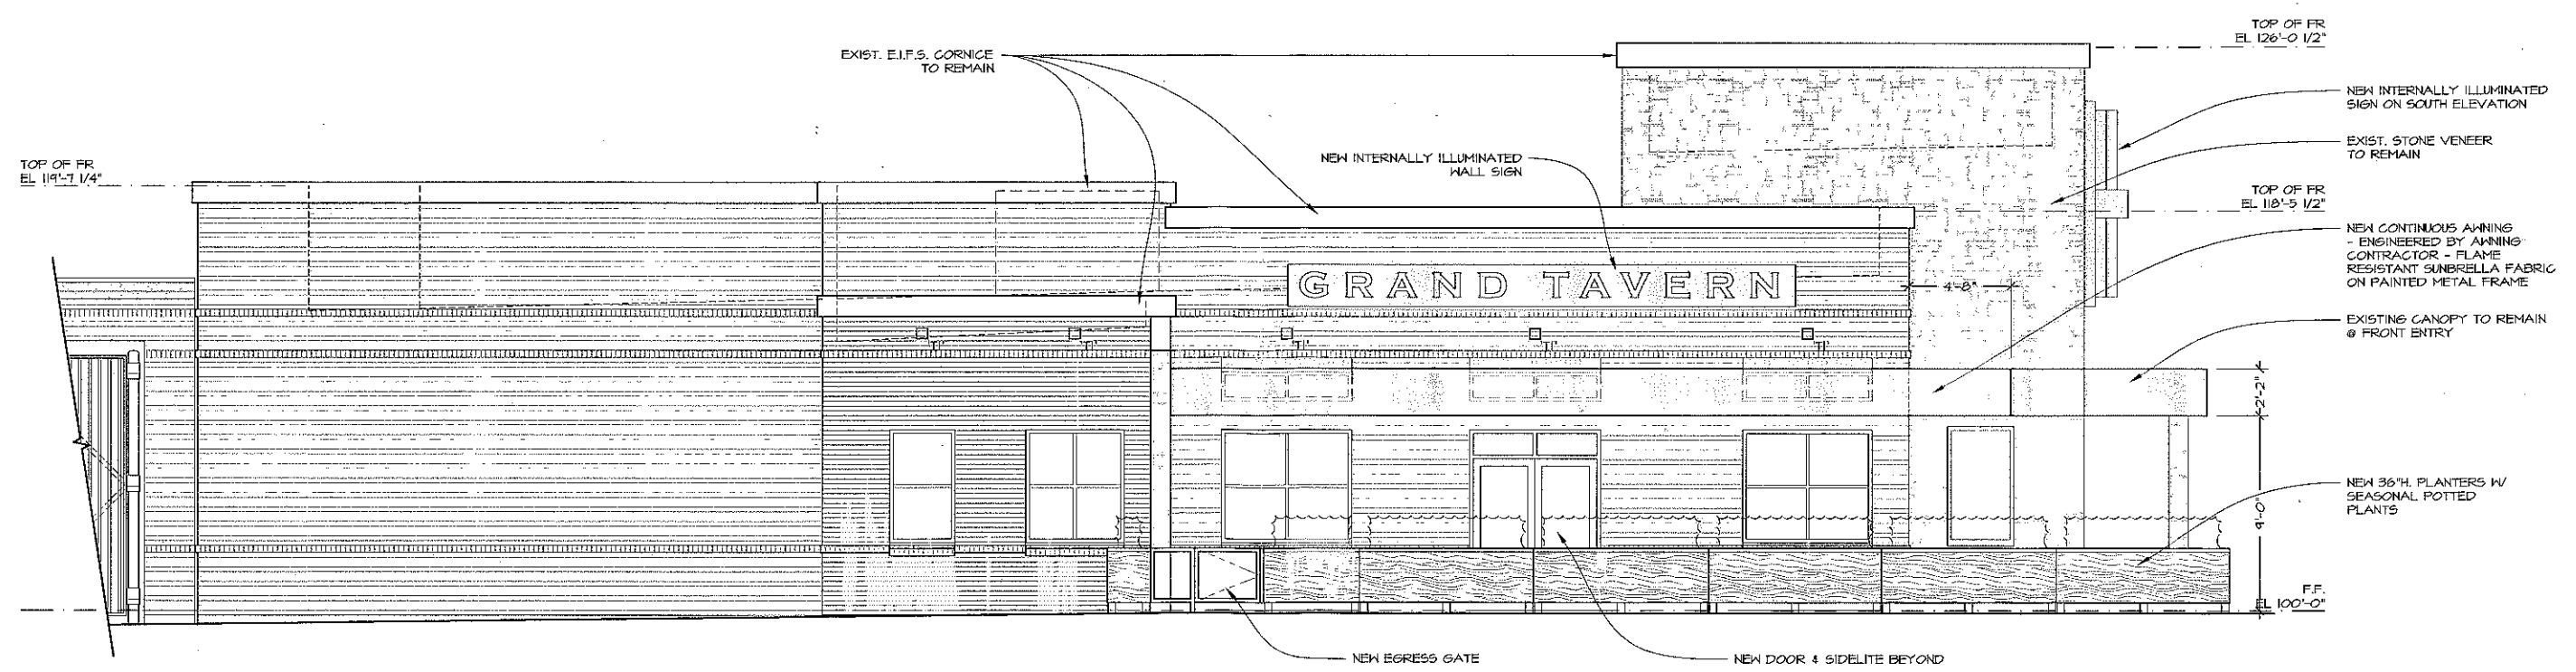 TOP OF FR
EL 126'-0 1/2"
EXIST. E.I.F.S. CORNICE
TO REMAIN
NEW INTERNALLY ILLUMINATED
SIGN ON SOUTH ELEVATION
EXIST. STONE VENEER
TO REMAIN
NEW INTERNALLY ILLUMINATED
WALL SIGN
TOP OF FR
EL 119'-7 1/4"
TOP OF FR
EL 118'-5 1/2"
NEW CONTINUOUS AWNING
- ENGINEERED BY AWNING
CONTRACTOR - FLAME
RESISTANT SUNBRELLA FABRIC
ON PAINTED METAL FRAME
GRAND TAVERN
4'-8"
EXISTING CANOPY TO REMAIN
@ FRONT ENTRY
2'-2"
NEW 36"H. PLANTERS W/
SEASONAL POTTED
PLANTS
9'-0"
F.F.
EL 100'-0"
NEW EGRESS GATE
NEW DOOR & SIDELITE BEYOND